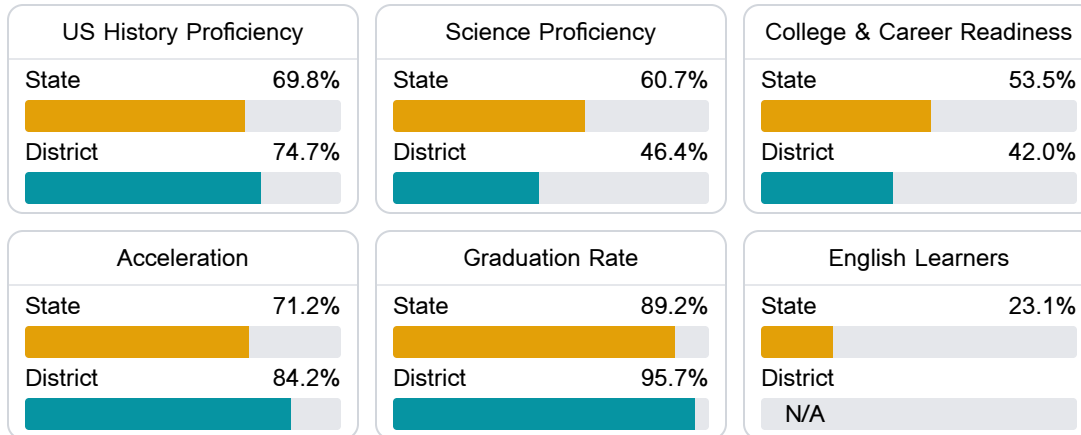 US History Proficiency
State 69.8%
District 74.7%
Science Proficiency
State 60.7%
District 46.4%
College & Career Readiness
State 53.5%
District 42.0%
Acceleration
State 71.2%
District 84.2%
Graduation Rate
State 89.2%
District 95.7%
English Learners
State 23.1%
District
N/A